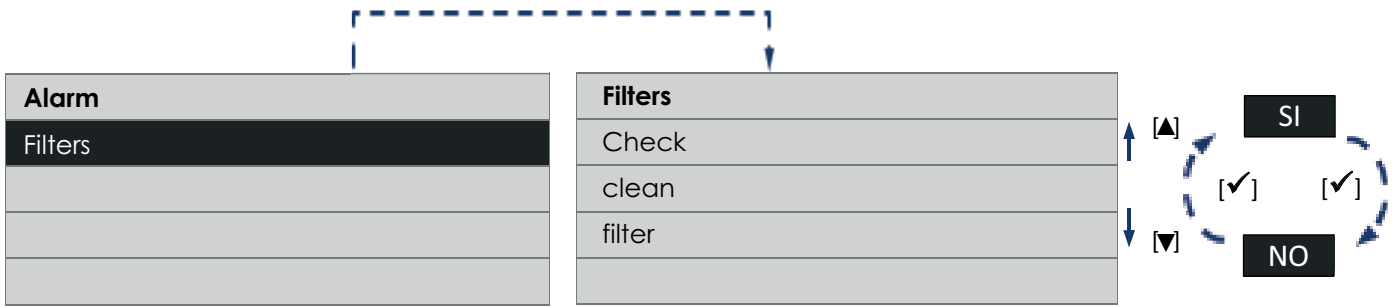 Alarm
Filters
Filters
Check
clean
filter
[▲]
[▼]
SI
[✓] [✓]
NO